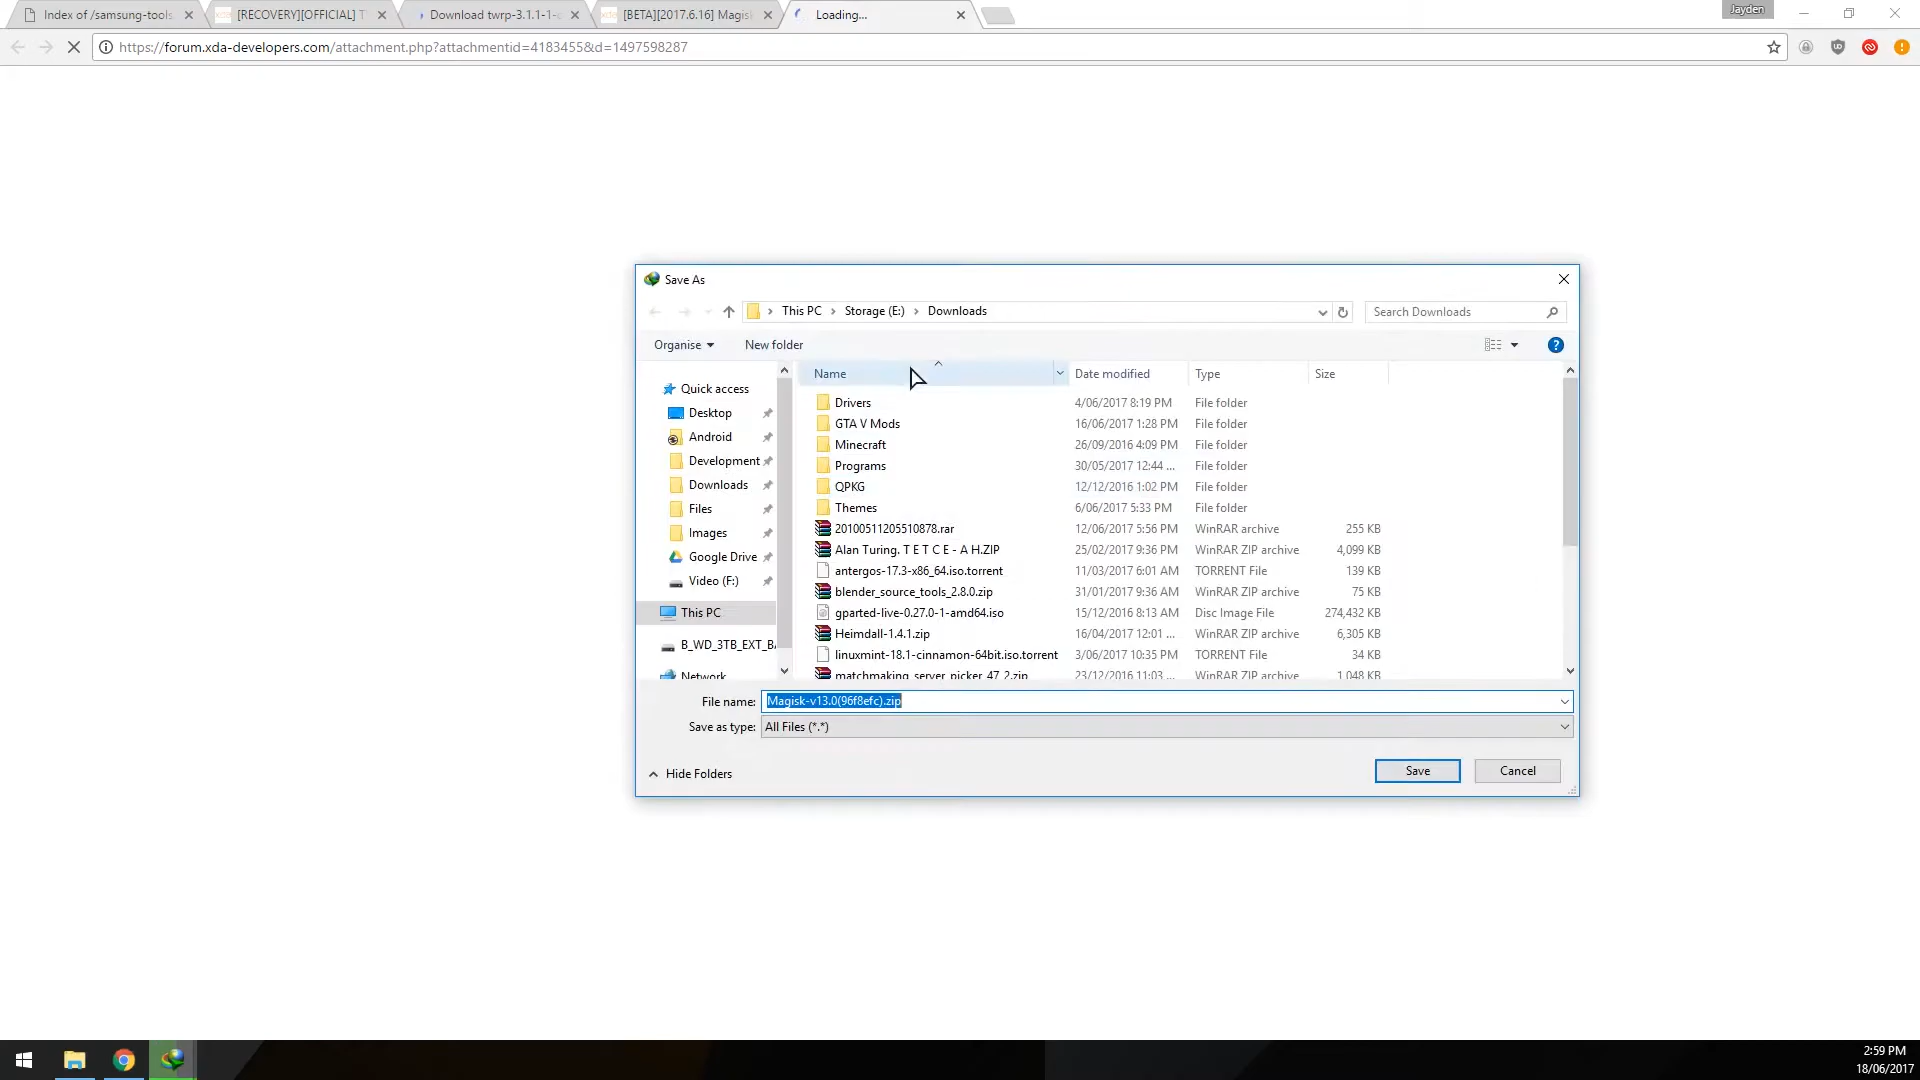 Index of /samsung-tools
[RECOVERY][OFFICIAL] T
Download twrp-3.1.1-1-
[BETA][2017.6.16] Magis
Loading...
Jayden
https://forum.xda-developers.com/attachment.php?attachmentid=4183455&d=1497598287
Save As
This PC
Storage (E:)
Downloads
Search Downloads
Organise
New folder
Name
Date modified
Type
Size
Quick access
Desktop
Android
Development
Downloads
Files
Images
Google Drive
Video (F:)
This PC
B_WD_3TB_EXT_B
Network
Drivers 4/06/2017 8:19 PM File folder
GTA V Mods 16/06/2017 1:28 PM File folder
Minecraft 26/09/2016 4:09 PM File folder
Programs 30/05/2017 12:44 ... File folder
QPKG 12/12/2016 1:02 PM File folder
Themes 6/06/2017 5:33 PM File folder
20100511205510878.rar 12/06/2017 5:56 PM WinRAR archive 255 KB
Alan Turing. T E T C E - A H.ZIP 25/02/2017 9:36 PM WinRAR ZIP archive 4,099 KB
antergos-17.3-x86_64.iso.torrent 11/03/2017 6:01 AM TORRENT File 139 KB
blender_source_tools_2.8.0.zip 31/01/2017 9:36 AM WinRAR ZIP archive 75 KB
gparted-live-0.27.0-1-amd64.iso 15/12/2016 8:13 AM Disc Image File 274,432 KB
Heimdall-1.4.1.zip 16/04/2017 12:01 ... WinRAR ZIP archive 6,305 KB
linuxmint-18.1-cinnamon-64bit.iso.torrent 3/06/2017 10:35 PM TORRENT File 34 KB
matchmaking_server_picker_47_2.zip 23/12/2016 11:03 ... WinRAR ZIP archive 1,048 KB
File name: Magisk-v13.0(96f8efc).zip
Save as type: All Files (*.*)
Hide Folders
Save
Cancel
2:59 PM
18/06/2017